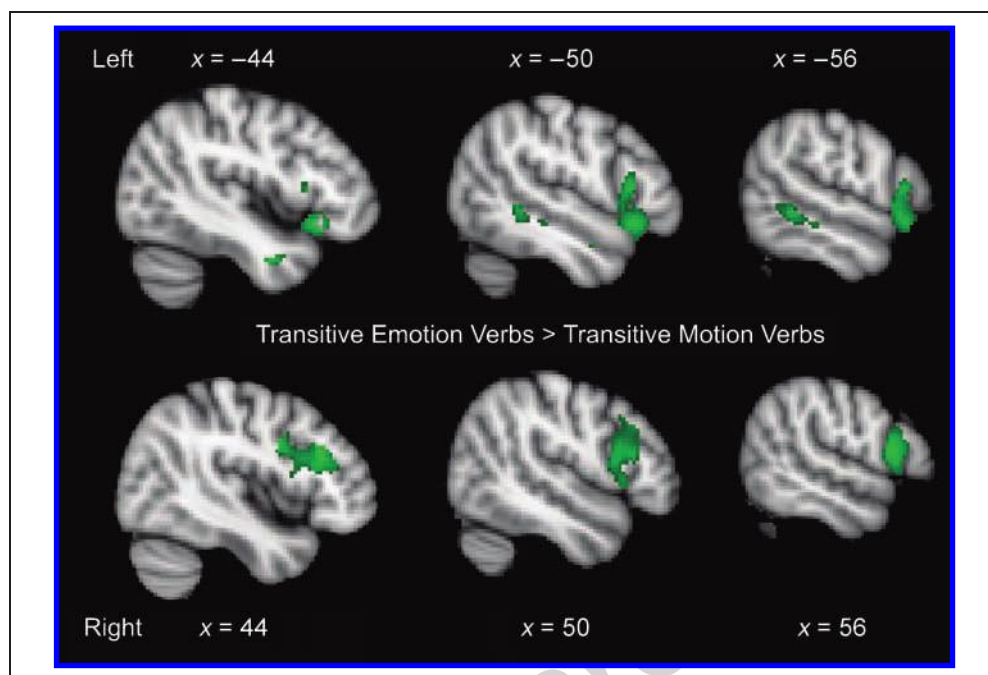 Left x = –44 x = –50 x = –56
Transitive Emotion Verbs > Transitive Motion Verbs
Right x = 44 x = 50 x = 56